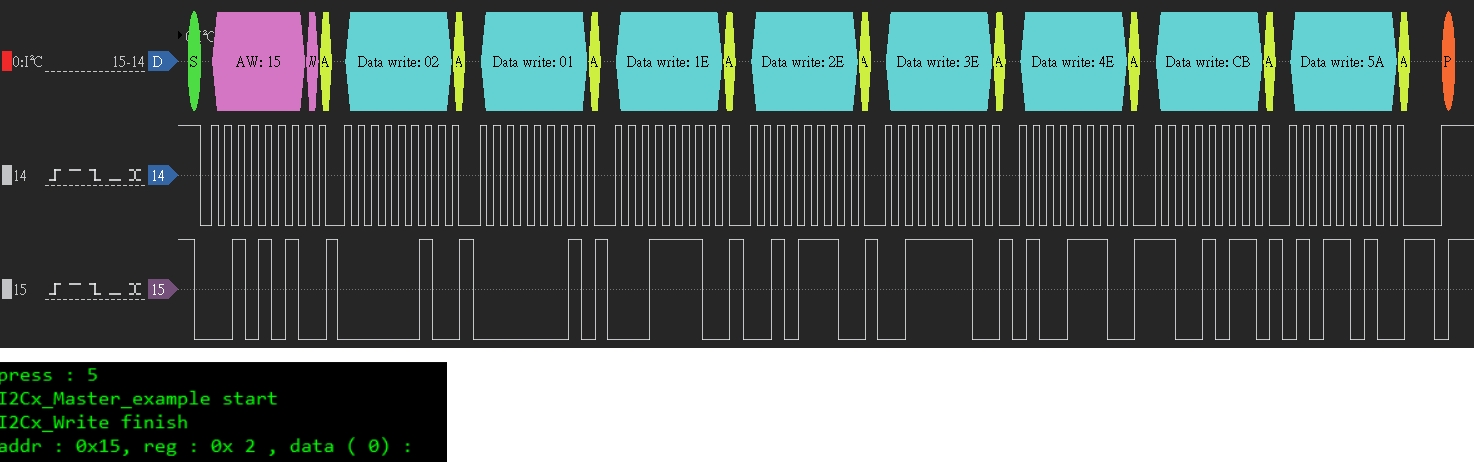 0:I²C
0:I²C 15-14 D S AW: 15 W A Data write: 02 A Data write: 01 A Data write: 1E A Data write: 2E A Data write: 3E A Data write: 4E A Data write: CB A Data write: 5A A P
14 14
15 15
press : 5
I2Cx_Master_example start
I2Cx_Write finish
addr : 0x15, reg : 0x 2 , data ( 0) :